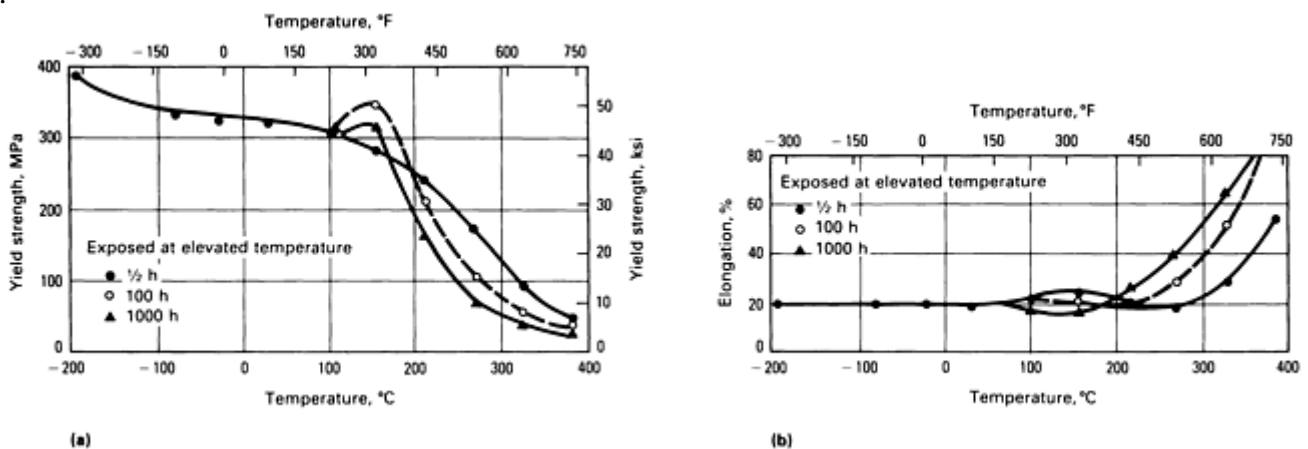 Temperature, °F
−300 −150 0 150 300 450 600 750
400
300
200
100
0
Yield strength, MPa
50
40
30
20
10
0
Yield strength, ksi
Exposed at elevated temperature
½ h
100 h
1000 h
−200 −100 0 100 200 300 400
Temperature, °C
(a)
Temperature, °F
−300 −150 0 150 300 450 600 750
80
60
40
20
0
Elongation, %
Exposed at elevated temperature
½ h
100 h
1000 h
−200 −100 0 100 200 300 400
Temperature, °C
(b)